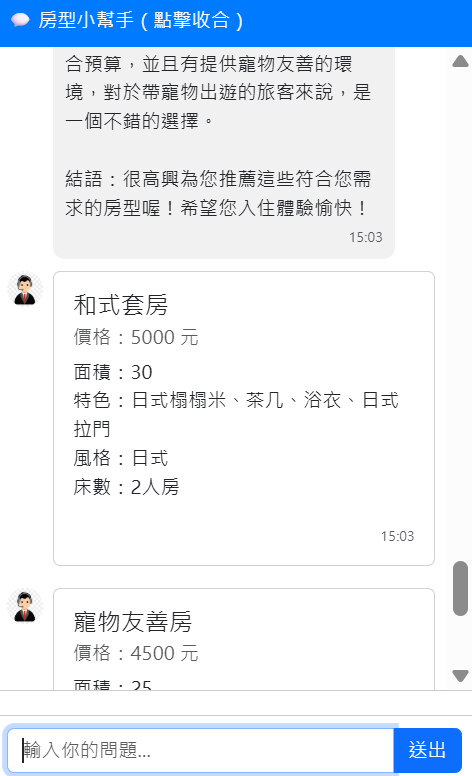 房型小幫手（點擊收合）
合預算，並且有提供寵物友善的環
境，對於帶寵物出遊的旅客來說，是
一個不錯的選擇。
結語：很高興為您推薦這些符合您需
求的房型喔！希望您入住體驗愉快！
15:03
和式套房
價格：5000 元
面積：30
特色：日式榻榻米、茶几、浴衣、日式
拉門
風格：日式
床數：2人房
15:03
寵物友善房
價格：4500 元
面積：25
輸入你的問題...
送出